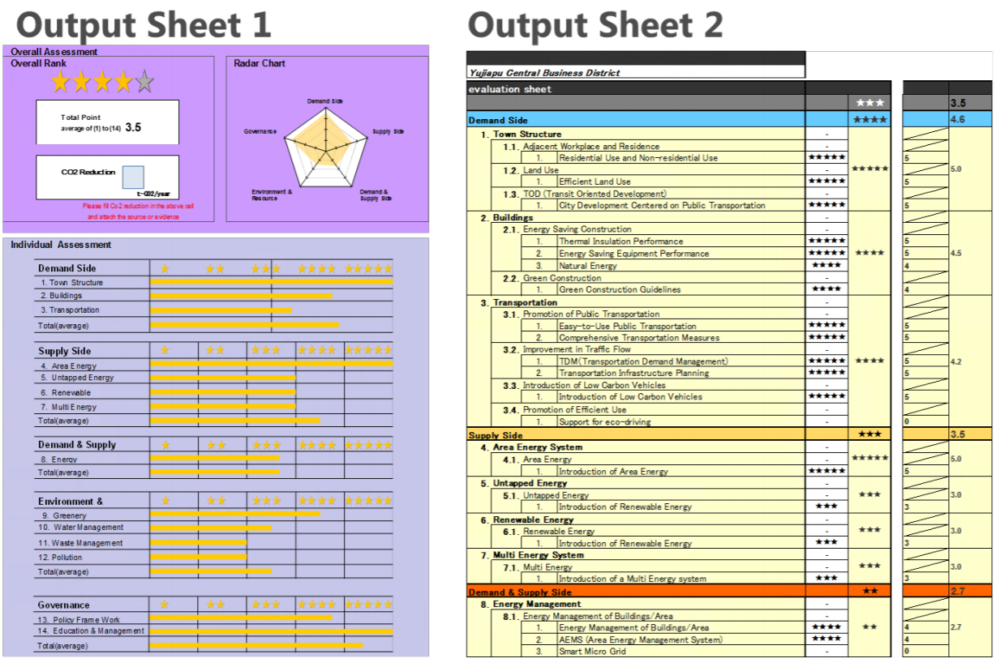 Output Sheet 1
Overall Assessment
Overall Rank
★★★★★
Total Point
average of (1) to (14) 3.5
CO2 Reduction
t-CO2/year
Please fill Co2 reduction in the above cell
and attach the source or evidence
Radar Chart
Demand Side
Governance
Supply Side
Environment &
Resource
Demand &
Supply Side
Individual Assessment
Demand Side ★ ★★ ★★★ ★★★★ ★★★★★
1. Town Structure
2. Buildings
3. Transportation
Total(average)
Supply Side ★ ★★ ★★★ ★★★★ ★★★★★
4. Area Energy
5. Untapped Energy
6. Renewable
7. Multi Energy
Total(average)
Demand & Supply ★ ★★ ★★★ ★★★★ ★★★★★
8. Energy
Total(average)
Environment & ★ ★★ ★★★ ★★★★ ★★★★★
9. Greenery
10. Water Management
11. Waste Management
12. Pollution
Total(average)
Governance ★ ★★ ★★★ ★★★★ ★★★★★
13. Policy Frame Work
14. Education & Management
Total(average)
Output Sheet 2
Yujiapu Central Business District
evaluation sheet
★★★ 3.5
Demand Side ★★★★ 4.6
1. Town Structure -
1.1. Adjacent Workplace and Residence -
1. Residential Use and Non-residential Use ★★★★★ 5
1.2. Land Use - ★★★★★ 5.0
1. Efficient Land Use ★★★★★ 5
1.3. TOD (Transit Oriented Development) -
1. City Development Centered on Public Transportation ★★★★★ 5
2. Buildings -
2.1. Energy Saving Construction -
1. Thermal Insulation Performance ★★★★★ 5
2. Energy Saving Equipment Performance ★★★★★ ★★★★ 5 4.5
3. Natural Energy ★★★★ 4
2.2. Green Construction -
1. Green Construction Guidelines ★★★★ 4
3. Transportation -
3.1. Promotion of Public Transportation -
1. Easy-to-Use Public Transportation ★★★★★ 5
2. Comprehensive Transportation Measures ★★★★★ 5
3.2. Improvement in Traffic Flow -
1. TDM(Transportation Demand Management) ★★★★★ ★★★★ 5 4.2
2. Transportation Infrastructure Planning ★★★★★ 5
3.3. Introduction of Low Carbon Vehicles -
1. Introduction of Low Carbon Vehicles ★★★★★ 5
3.4. Promotion of Efficient Use -
1. Support for eco-driving - 0
Supply Side ★★★ 3.5
4. Area Energy System -
4.1. Area Energy - ★★★★★ 5.0
1. Introduction of Area Energy ★★★★★ 5
5. Untapped Energy -
5.1. Untapped Energy - ★★★ 3.0
1. Introduction of Renewable Energy ★★★ 3
6. Renewable Energy -
6.1. Renewable Energy - ★★★ 3.0
1. Introduction of Renewable Energy ★★★ 3
7. Multi Energy System -
7.1. Multi Energy - ★★★ 3.0
1. Introduction of a Multi Energy system ★★★ 3
Demand & Supply Side ★★ 2.7
8. Energy Management -
8.1. Energy Management of Buildings/Area -
1. Energy Management of Buildings/Area ★★★★ ★★ 4 2.7
2. AEMS (Area Energy Management System) ★★★★ 4
3. Smart Micro Grid - 0